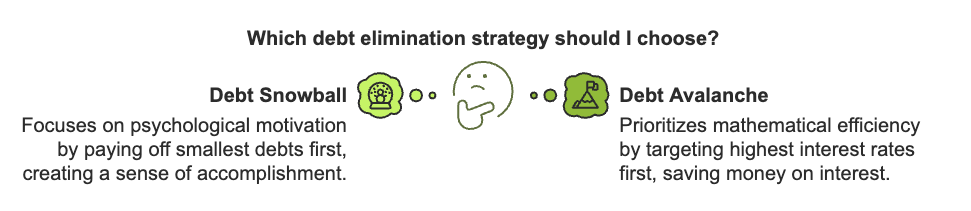 Which debt elimination strategy should I choose?
Debt Snowball
Focuses on psychological motivation
by paying off smallest debts first,
creating a sense of accomplishment.
Debt Avalanche
Prioritizes mathematical efficiency
by targeting highest interest rates
first, saving money on interest.